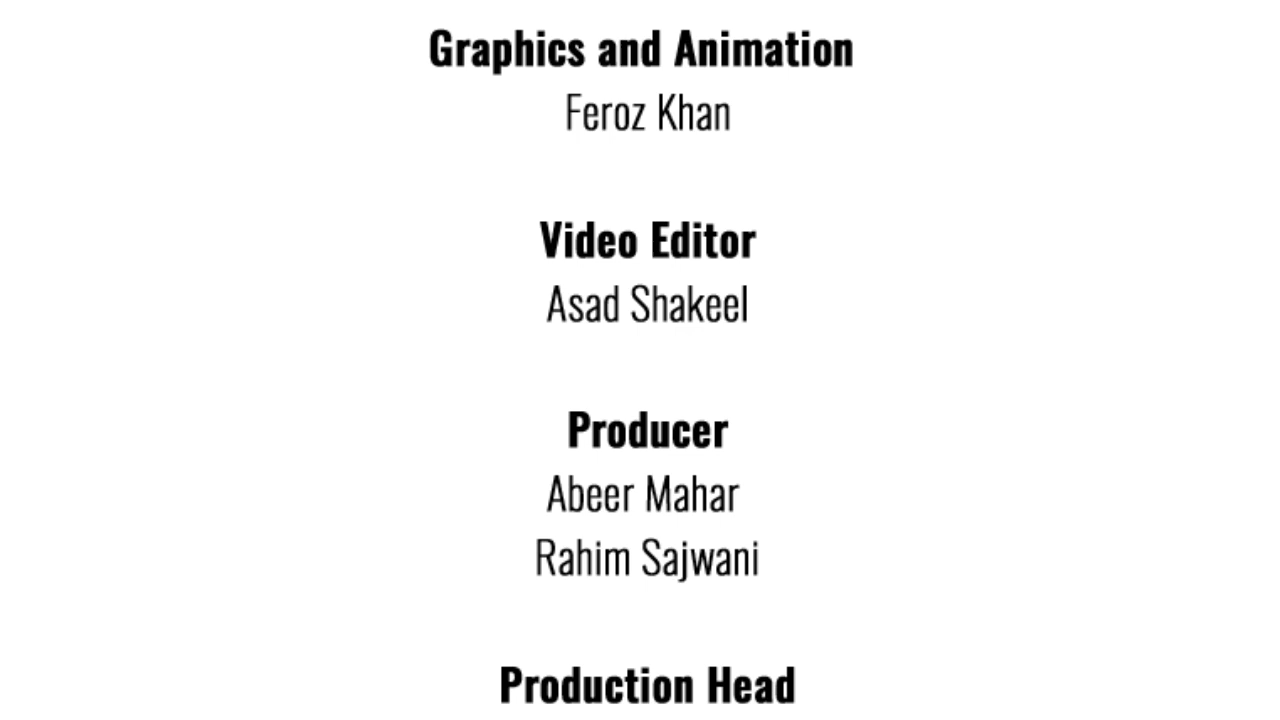 Graphics and Animation
Feroz Khan
Video Editor
Asad Shakeel
Producer
Abeer Mahar
Rahim Sajwani
Production Head